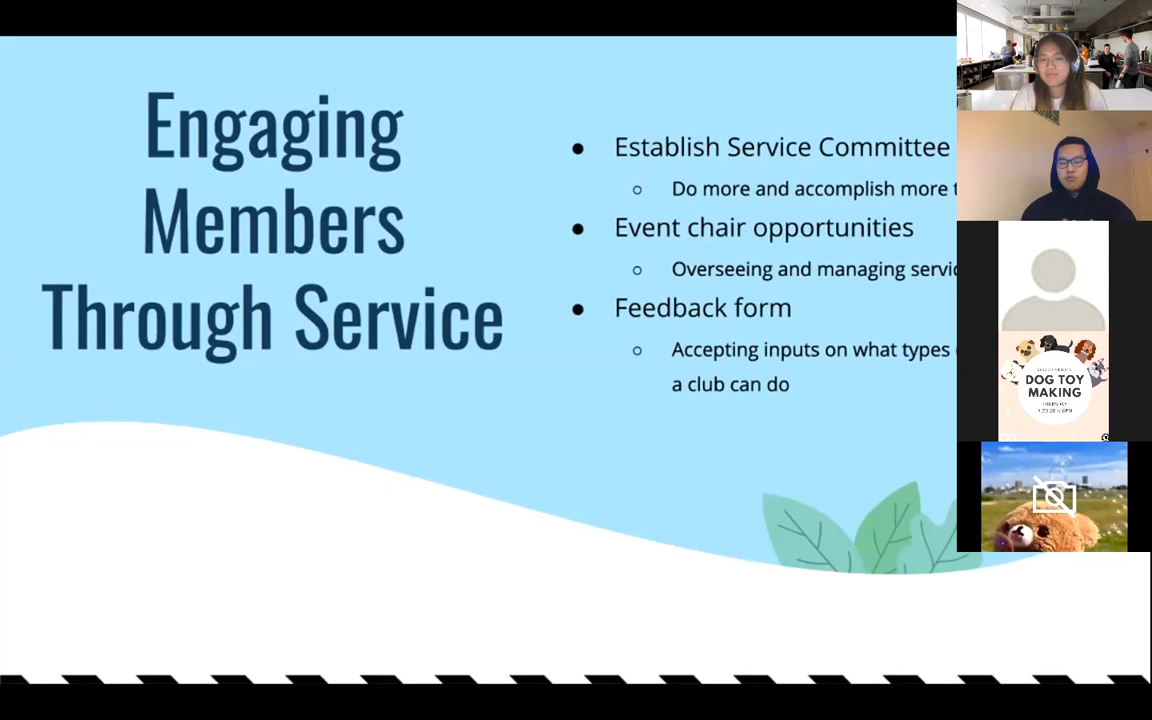 Engaging
Members
Through Service
Establish Service Committee
Do more and accomplish more
Event chair opportunities
Overseeing and managing
Feedback form
Accepting inputs on what types
a club can do
DOG TOY
MAKING